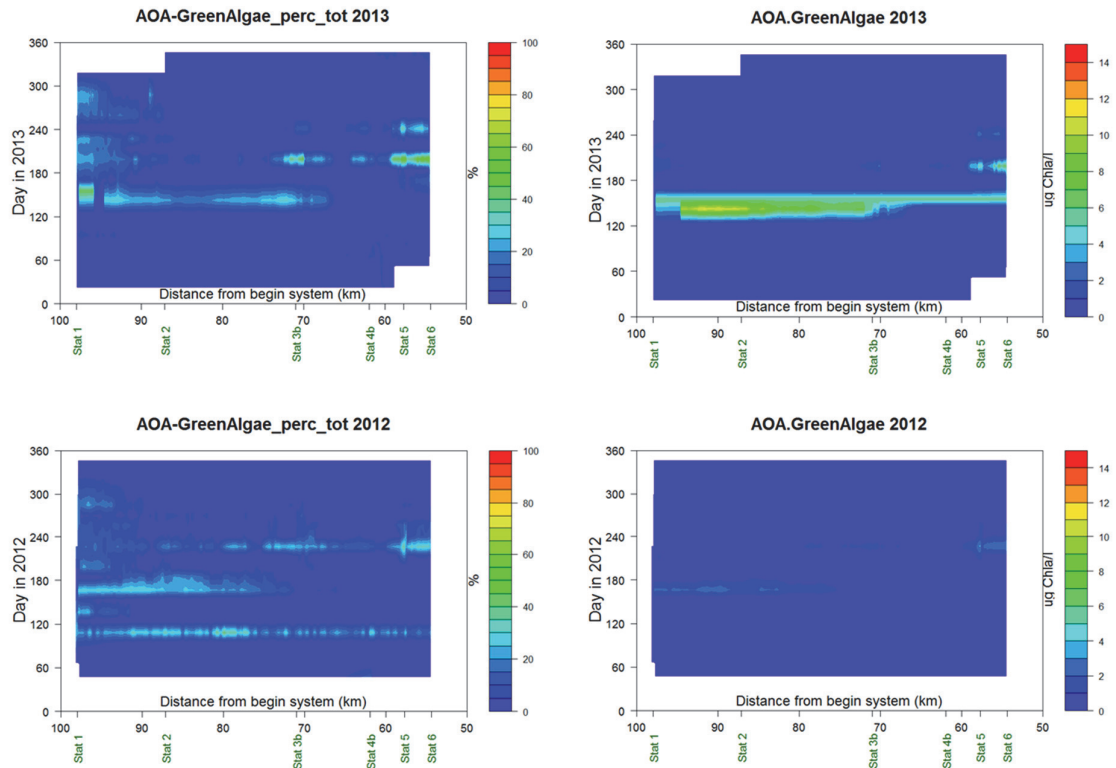 AOA-GreenAlgae_perc_tot 2013
360
300
240
180
120
60
0
Day in 2013
Distance from begin system (km)
100
90
80
70
60
50
Stat 1
Stat 2
Stat 3b
Stat 4b
Stat 5
Stat 6
100
80
60
40
20
0
%
AOA.GreenAlgae 2013
360
300
240
180
120
60
0
Day in 2013
Distance from begin system (km)
100
90
80
70
60
50
Stat 1
Stat 2
Stat 3b
Stat 4b
Stat 5
Stat 6
14
12
10
8
6
4
2
0
ug Chla/l
AOA-GreenAlgae_perc_tot 2012
360
300
240
180
120
60
0
Day in 2012
Distance from begin system (km)
100
90
80
70
60
50
Stat 1
Stat 2
Stat 3b
Stat 4b
Stat 5
Stat 6
100
80
60
40
20
0
%
AOA.GreenAlgae 2012
360
300
240
180
120
60
0
Day in 2012
Distance from begin system (km)
100
90
80
70
60
50
Stat 1
Stat 2
Stat 3b
Stat 4b
Stat 5
Stat 6
14
12
10
8
6
4
2
0
ug Chla/l